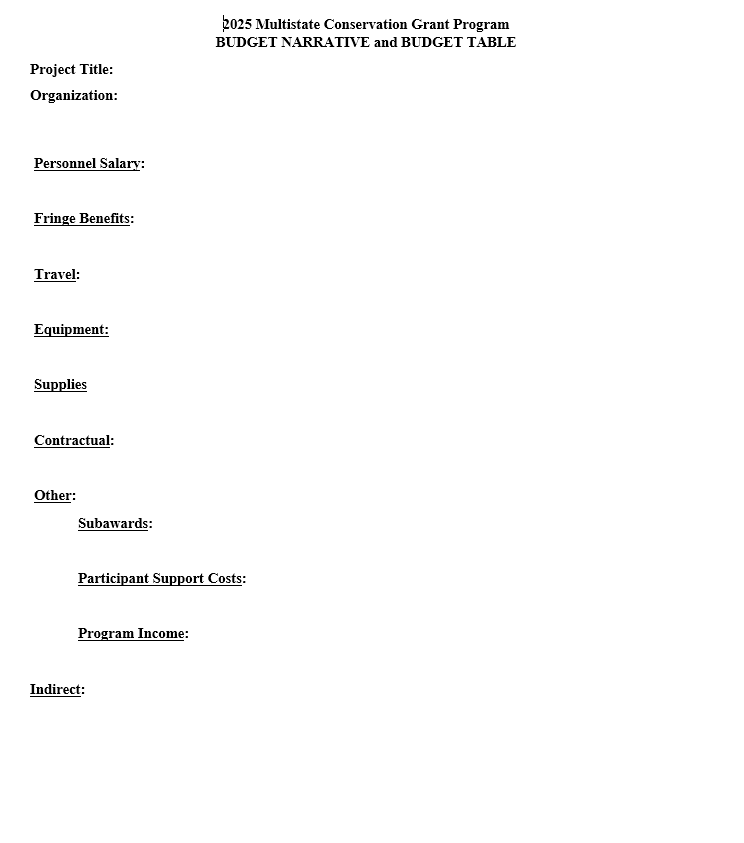 2025 Multistate Conservation Grant Program
BUDGET NARRATIVE and BUDGET TABLE
Project Title:
Organization:
Personnel Salary:
Fringe Benefits:
Travel:
Equipment:
Supplies
Contractual:
Other:
Subawards:
Participant Support Costs:
Program Income:
Indirect: